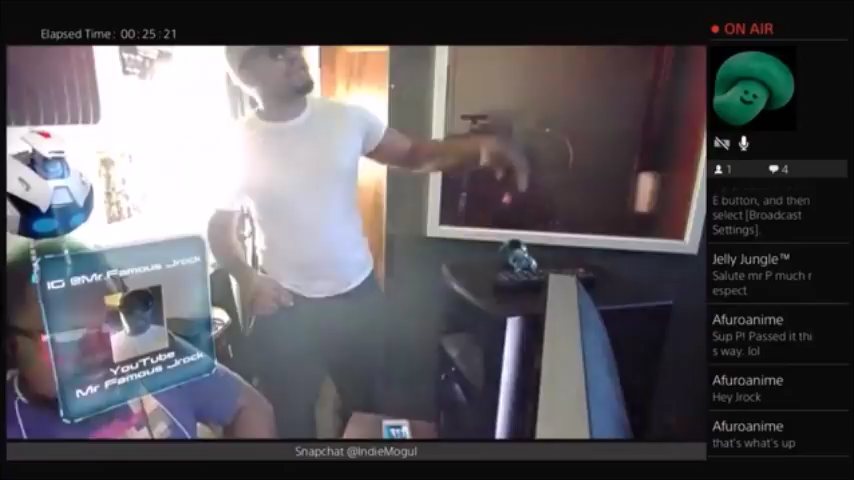 Elapsed Time: 00:25:21
ON AIR
1 4
E button, and then
select [Broadcast
Settings].
Jelly Jungle™
Salute mr P much r
espect
Afuroanime
Sup P! Passed it thi
s way. lol
Afuroanime
Hey Jrock
Afuroanime
that's what's up
IG @Mr.Famous Jrock
YouTube
Mr Famous Jrock
Snapchat @IndieMogul